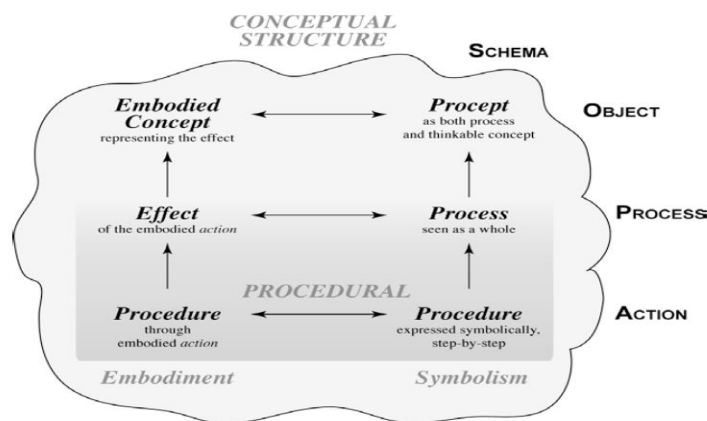 CONCEPTUAL
STRUCTURE
SCHEMA
Embodied
Concept
representing the effect
Procept
as both process
and thinkable concept
OBJECT
Effect
of the embodied action
Process
seen as a whole
PROCESS
PROCEDURAL
Procedure
through
embodied action
Procedure
expressed symbolically,
step-by-step
ACTION
Embodiment
Symbolism